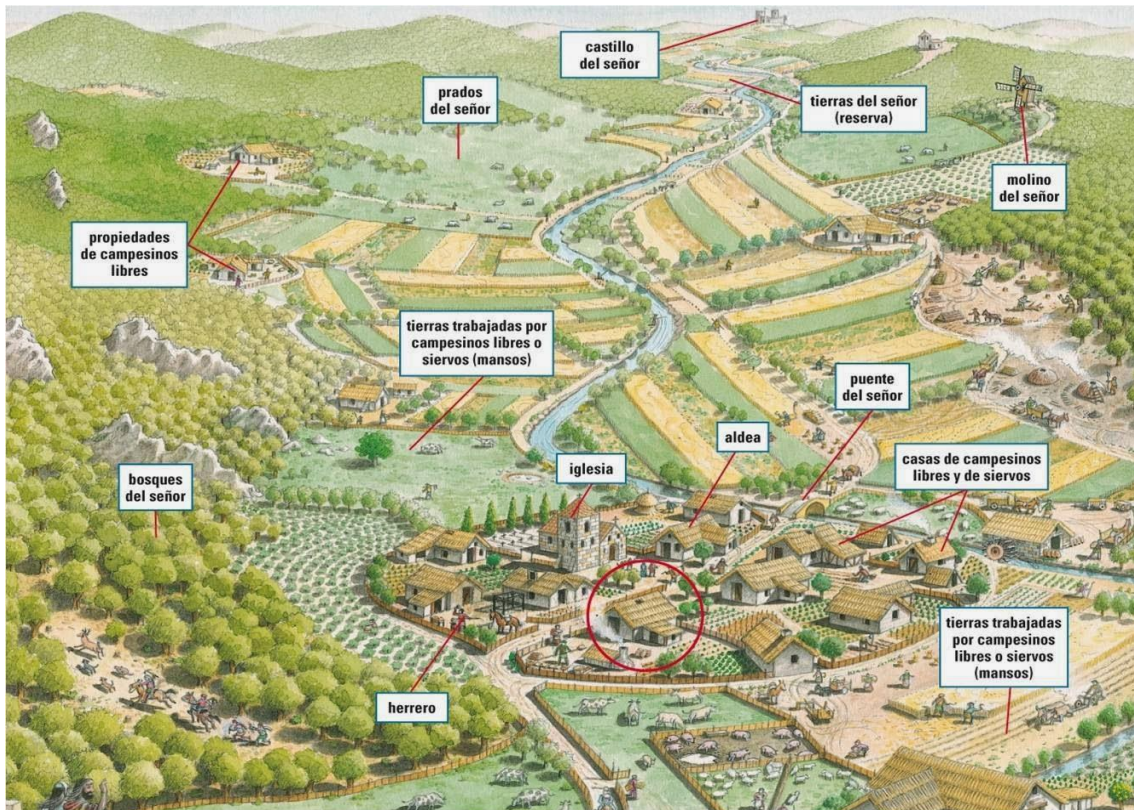 castillo
del señor
prados
del señor
tierras del señor
(reserva)
molino
del señor
propiedades
de campesinos
libres
tierras trabajadas por
campesinos libres o
siervos (mansos)
puente
del señor
aldea
casas de campesinos
libres y de siervos
iglesia
bosques
del señor
tierras trabajadas
por campesinos
libres o siervos
(mansos)
herrero